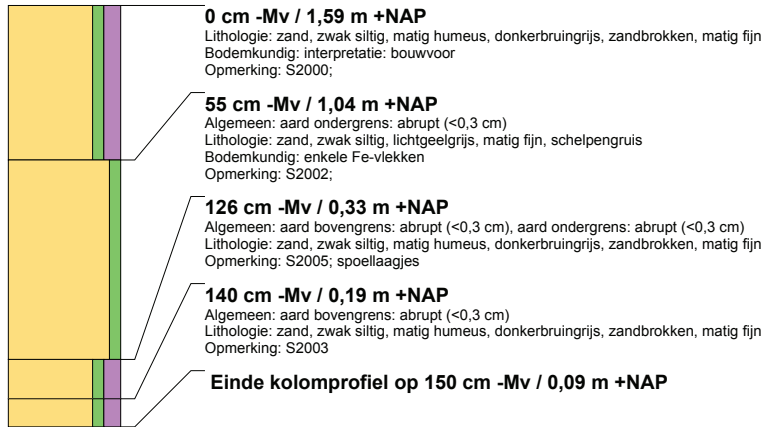 0 cm -Mv / 1,59 m +NAP
Lithologie: zand, zwak siltig, matig humeus, donkerbruingrijs, zandbrokken, matig fijn
Bodemkundig: interpretatie: bouwvoor
Opmerking: S2000;
55 cm -Mv / 1,04 m +NAP
Algemeen: aard ondergrens: abrupt (<0,3 cm)
Lithologie: zand, zwak siltig, lichtgeelgrijs, matig fijn, schelpengruis
Bodemkundig: enkele Fe-vlekken
Opmerking: S2002;
126 cm -Mv / 0,33 m +NAP
Algemeen: aard bovengrens: abrupt (<0,3 cm), aard ondergrens: abrupt (<0,3 cm)
Lithologie: zand, zwak siltig, matig humeus, donkerbruingrijs, zandbrokken, matig fijn
Opmerking: S2005; spoellaagjes
140 cm -Mv / 0,19 m +NAP
Algemeen: aard bovengrens: abrupt (<0,3 cm)
Lithologie: zand, zwak siltig, matig humeus, donkerbruingrijs, zandbrokken, matig fijn
Opmerking: S2003
Einde kolomprofiel op 150 cm -Mv / 0,09 m +NAP